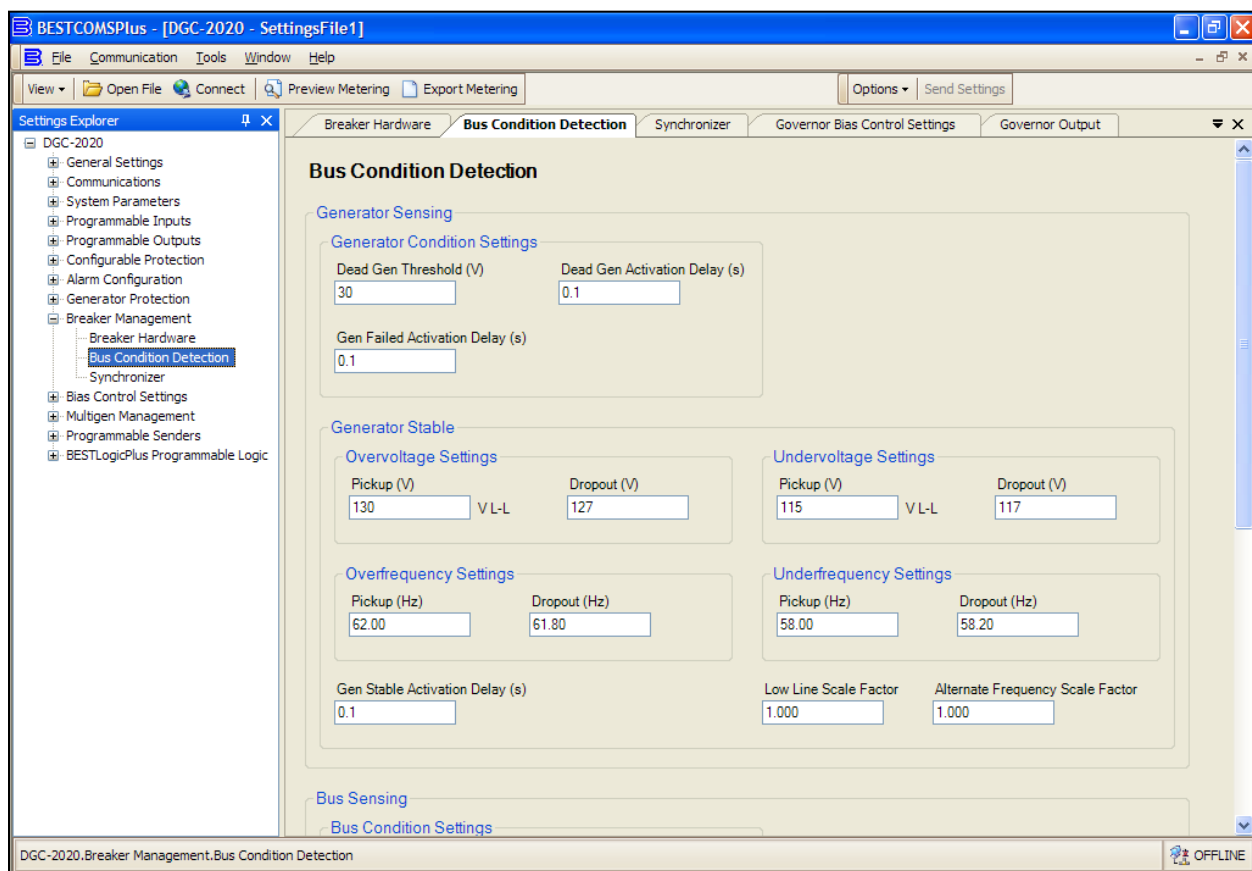 BESTCOMSPlus - [DGC-2020 - SettingsFile1]
File Communication Tools Window Help
View Open File Connect Preview Metering Export Metering Options Send Settings
Settings Explorer
DGC-2020
General Settings
Communications
System Parameters
Programmable Inputs
Programmable Outputs
Configurable Protection
Alarm Configuration
Generator Protection
Breaker Management
Breaker Hardware
Bus Condition Detection
Synchronizer
Bias Control Settings
Multigen Management
Programmable Senders
BESTLogicPlus Programmable Logic
Breaker Hardware Bus Condition Detection Synchronizer Governor Bias Control Settings Governor Output
Bus Condition Detection
Generator Sensing
Generator Condition Settings
Dead Gen Threshold (V) Dead Gen Activation Delay (s)
30 0.1
Gen Failed Activation Delay (s)
0.1
Generator Stable
Overvoltage Settings Undervoltage Settings
Pickup (V) Dropout (V) Pickup (V) Dropout (V)
130 V L-L 127 115 V L-L 117
Overfrequency Settings Underfrequency Settings
Pickup (Hz) Dropout (Hz) Pickup (Hz) Dropout (Hz)
62.00 61.80 58.00 58.20
Gen Stable Activation Delay (s) Low Line Scale Factor Alternate Frequency Scale Factor
0.1 1.000 1.000
Bus Sensing
Bus Condition Settings
DGC-2020.Breaker Management.Bus Condition Detection OFFLINE